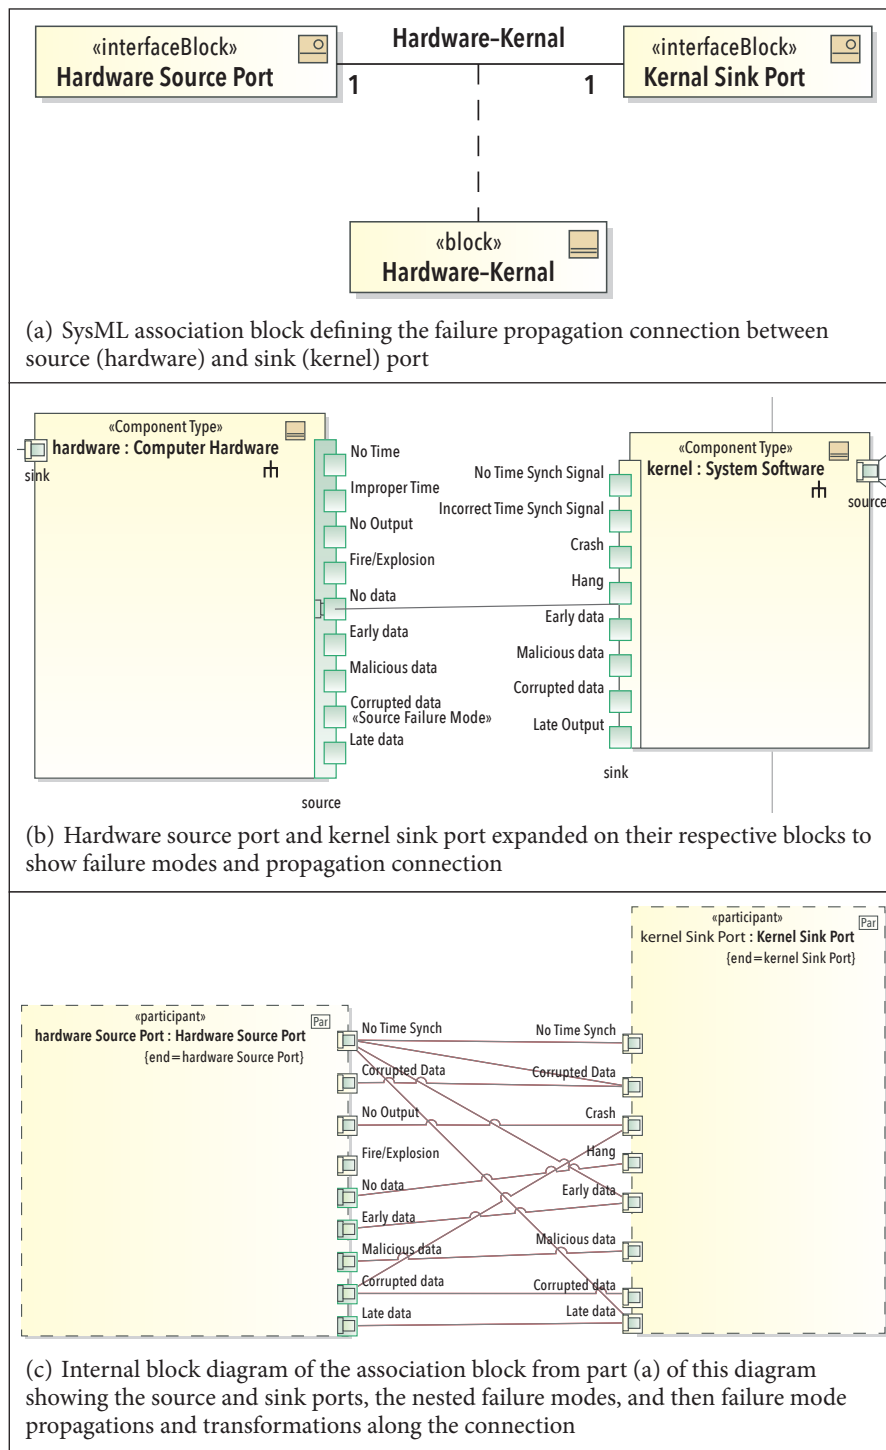 «interfaceBlock»
Hardware Source Port
Hardware–Kernal
1
1
«interfaceBlock»
Kernal Sink Port
«block»
Hardware–Kernal
(a) SysML association block defining the failure propagation connection between
source (hardware) and sink (kernel) port
«Component Type»
hardware : Computer Hardware
sink
No Time
Improper Time
No Output
Fire/Explosion
No data
Early data
Malicious data
Corrupted data
«Source Failure Mode»
Late data
source
«Component Type»
kernel : System Software
source
No Time Synch Signal
Incorrect Time Synch Signal
Crash
Hang
Early data
Malicious data
Corrupted data
Late Output
sink
(b) Hardware source port and kernel sink port expanded on their respective blocks to
show failure modes and propagation connection
«participant»
Par
hardware Source Port : Hardware Source Port
{end=hardware Source Port}
No Time Synch
Corrupted Data
No Output
Fire/Explosion
No data
Early data
Malicious data
Corrupted data
Late data
«participant»
Par
kernel Sink Port : Kernel Sink Port
{end=kernel Sink Port}
No Time Synch
Corrupted Data
Crash
Hang
Early data
Malicious data
Corrupted data
Late data
(c) Internal block diagram of the association block from part (a) of this diagram
showing the source and sink ports, the nested failure modes, and then failure mode
propagations and transformations along the connection